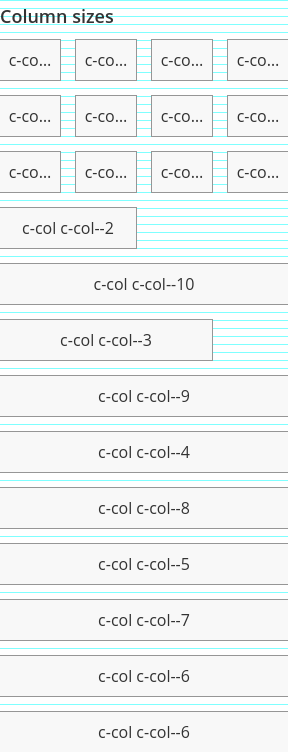 Column sizes
c-co... c-co... c-co... c-co...
c-co... c-co... c-co... c-co...
c-co... c-co... c-co... c-co...
c-col c-col--2
c-col c-col--10
c-col c-col--3
c-col c-col--9
c-col c-col--4
c-col c-col--8
c-col c-col--5
c-col c-col--7
c-col c-col--6
c-col c-col--6